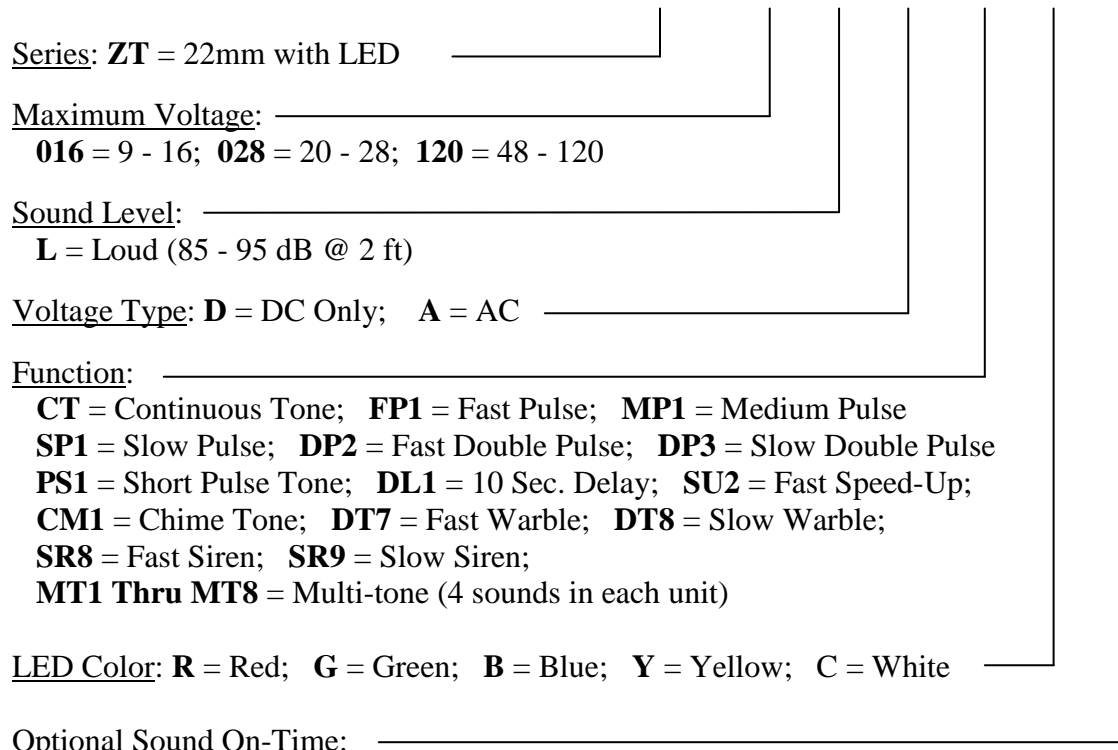 Series: ZT = 22mm with LED
Maximum Voltage:
016 = 9 - 16; 028 = 20 - 28; 120 = 48 - 120
Sound Level:
L = Loud (85 - 95 dB @ 2 ft)
Voltage Type: D = DC Only; A = AC
Function:
CT = Continuous Tone; FP1 = Fast Pulse; MP1 = Medium Pulse
SP1 = Slow Pulse; DP2 = Fast Double Pulse; DP3 = Slow Double Pulse
PS1 = Short Pulse Tone; DL1 = 10 Sec. Delay; SU2 = Fast Speed-Up;
CM1 = Chime Tone; DT7 = Fast Warble; DT8 = Slow Warble;
SR8 = Fast Siren; SR9 = Slow Siren;
MT1 Thru MT8 = Multi-tone (4 sounds in each unit)
LED Color: R = Red; G = Green; B = Blue; Y = Yellow; C = White
Optional Sound On-Time: